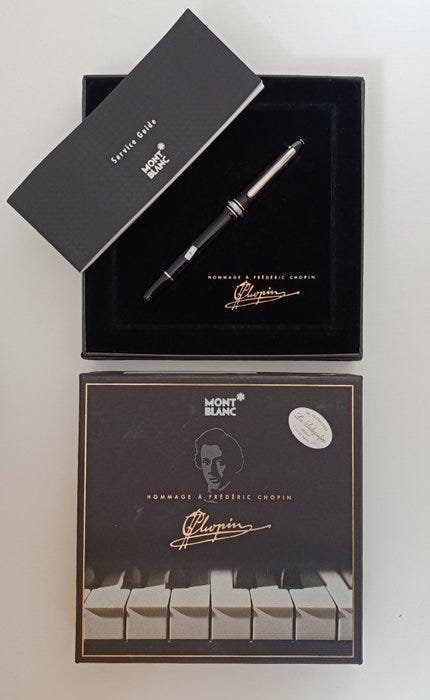 Service Guide
MONT
BLANC
HOMMAGE À FRÉDÉRIC CHOPIN
Chopin
MONT
BLANC
HOMMAGE À FRÉDÉRIC CHOPIN
Chopin